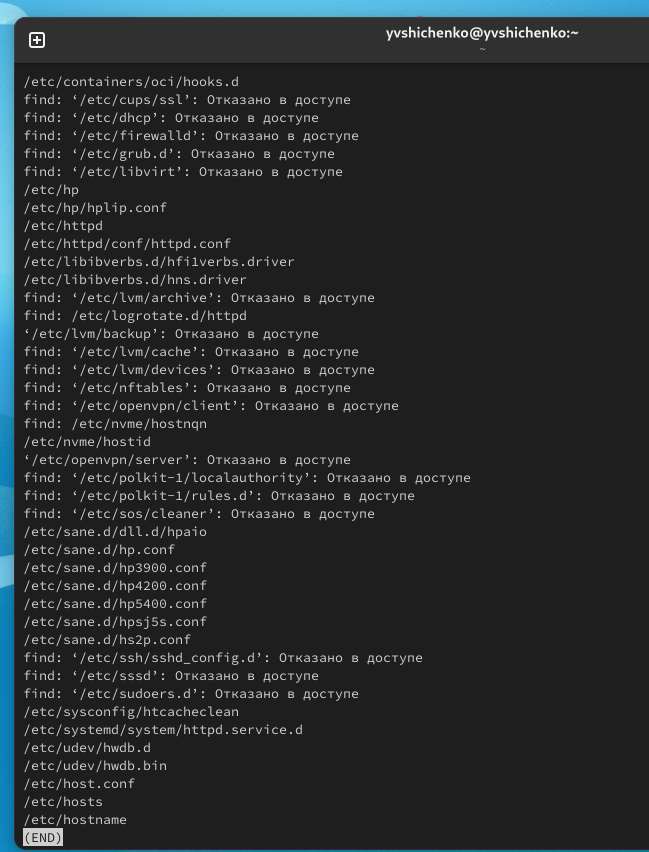 yvshichenko@yvshichenko:~
~
/etc/containers/oci/hooks.d
find: ‘/etc/cups/ssl’: Отказано в доступе
find: ‘/etc/dhcp’: Отказано в доступе
find: ‘/etc/firewalld’: Отказано в доступе
find: ‘/etc/grub.d’: Отказано в доступе
find: ‘/etc/libvirt’: Отказано в доступе
/etc/hp
/etc/hp/hplip.conf
/etc/httpd
/etc/httpd/conf/httpd.conf
/etc/libibverbs.d/hfi1verbs.driver
/etc/libibverbs.d/hns.driver
find: ‘/etc/lvm/archive’: Отказано в доступе
find: /etc/logrotate.d/httpd
‘/etc/lvm/backup’: Отказано в доступе
find: ‘/etc/lvm/cache’: Отказано в доступе
find: ‘/etc/lvm/devices’: Отказано в доступе
find: ‘/etc/nftables’: Отказано в доступе
find: ‘/etc/openvpn/client’: Отказано в доступе
find: /etc/nvme/hostnqn
/etc/nvme/hostid
‘/etc/openvpn/server’: Отказано в доступе
find: ‘/etc/polkit-1/localauthority’: Отказано в доступе
find: ‘/etc/polkit-1/rules.d’: Отказано в доступе
find: ‘/etc/sos/cleaner’: Отказано в доступе
/etc/sane.d/dll.d/hpaio
/etc/sane.d/hp.conf
/etc/sane.d/hp3900.conf
/etc/sane.d/hp4200.conf
/etc/sane.d/hp5400.conf
/etc/sane.d/hpsj5s.conf
/etc/sane.d/hs2p.conf
find: ‘/etc/ssh/sshd_config.d’: Отказано в доступе
find: ‘/etc/sssd’: Отказано в доступе
find: ‘/etc/sudoers.d’: Отказано в доступе
/etc/sysconfig/htcacheclean
/etc/systemd/system/httpd.service.d
/etc/udev/hwdb.d
/etc/udev/hwdb.bin
/etc/host.conf
/etc/hosts
/etc/hostname
(END)